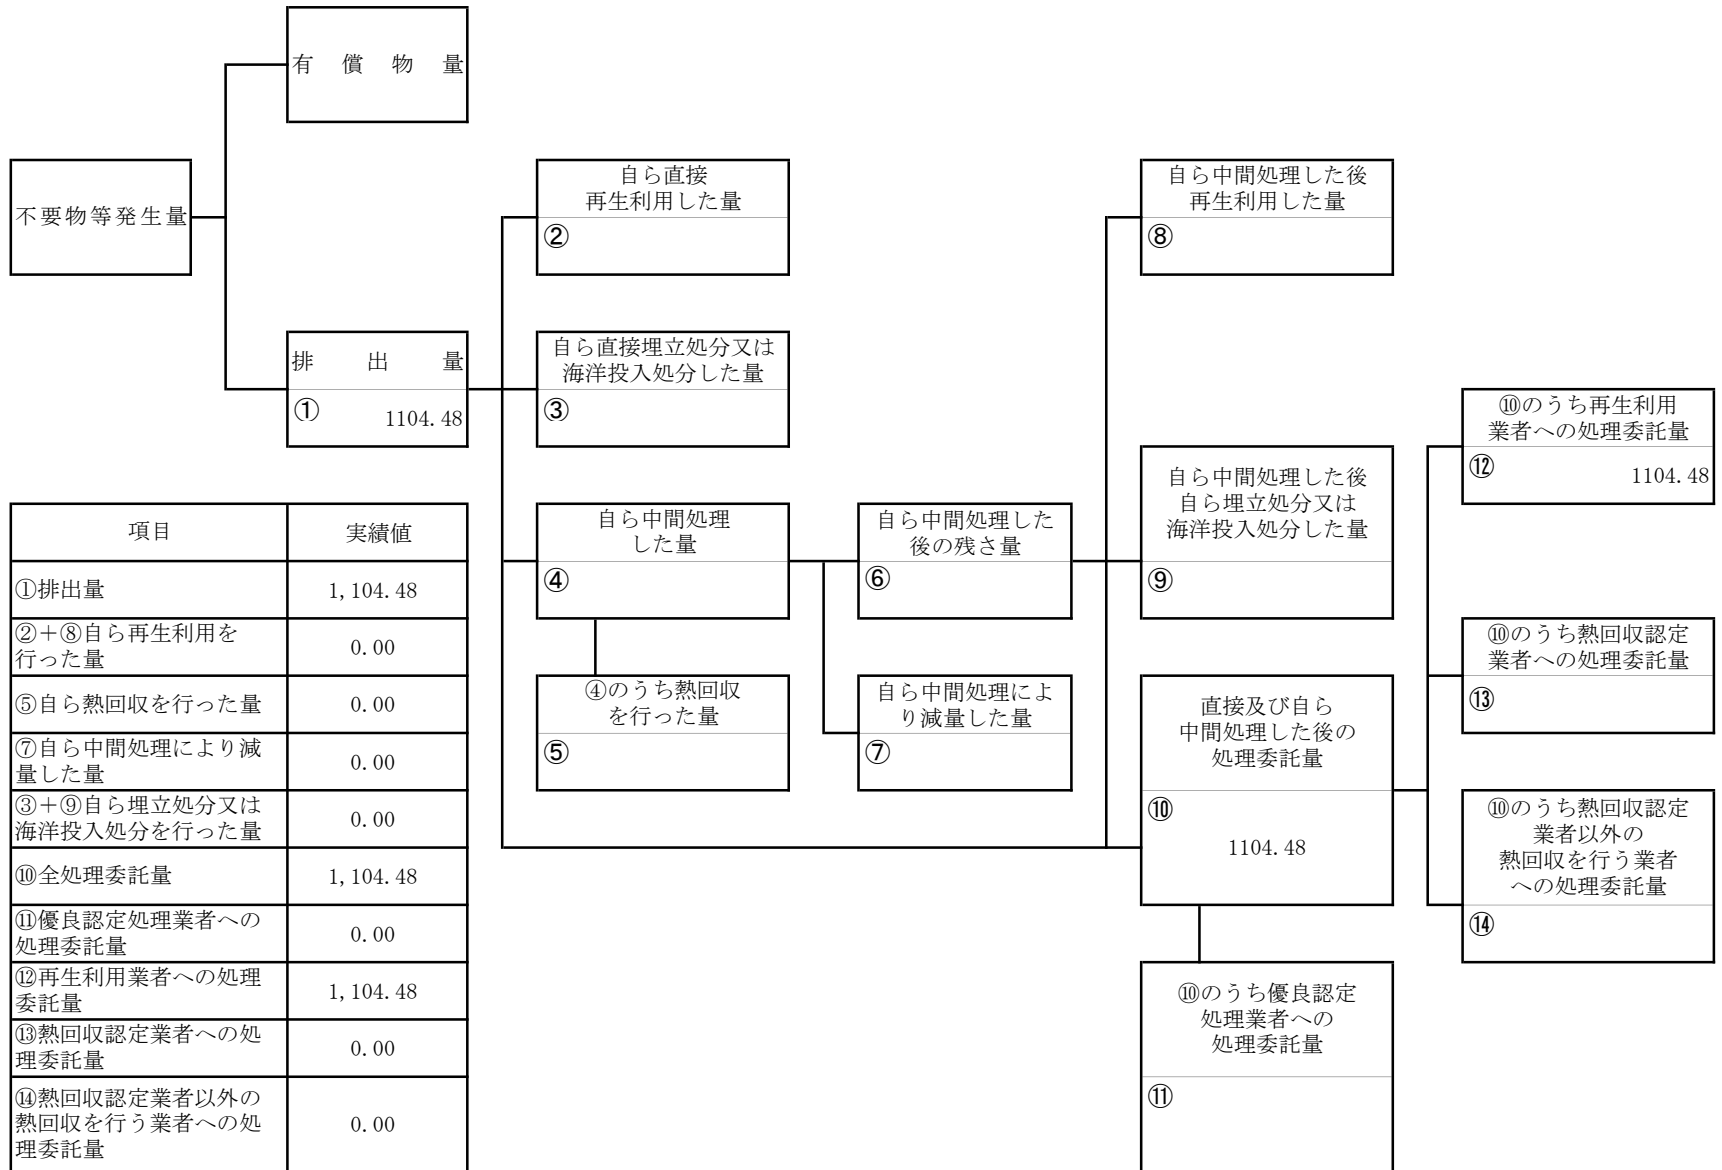 有償物量
不要物等発生量
排出量
① 1104.48
自ら直接
再生利用した量
②
自ら直接埋立処分又は
海洋投入処分した量
③
自ら中間処理
した量
④
④のうち熱回収
を行った量
⑤
自ら中間処理した
後の残さ量
⑥
自ら中間処理によ
り減量した量
⑦
自ら中間処理した後
再生利用した量
⑧
自ら中間処理した後
自ら埋立処分又は
海洋投入処分した量
⑨
直接及び自ら
中間処理した後の
処理委託量
⑩
1104.48
⑩のうち優良認定
処理業者への
処理委託量
⑪
⑩のうち再生利用
業者への処理委託量
⑫ 1104.48
⑩のうち熱回収認定
業者への処理委託量
⑬
⑩のうち熱回収認定
業者以外の
熱回収を行う業者
への処理委託量
⑭
項目 実績値
①排出量 1,104.48
②+⑧自ら再生利用を
行った量 0.00
⑤自ら熱回収を行った量 0.00
⑦自ら中間処理により減
量した量 0.00
③+⑨自ら埋立処分又は
海洋投入処分を行った量 0.00
⑩全処理委託量 1,104.48
⑪優良認定処理業者への
処理委託量 0.00
⑫再生利用業者への処理
委託量 1,104.48
⑬熱回収認定業者への処
理委託量 0.00
⑭熱回収認定業者以外の
熱回収を行う業者への処
理委託量 0.00